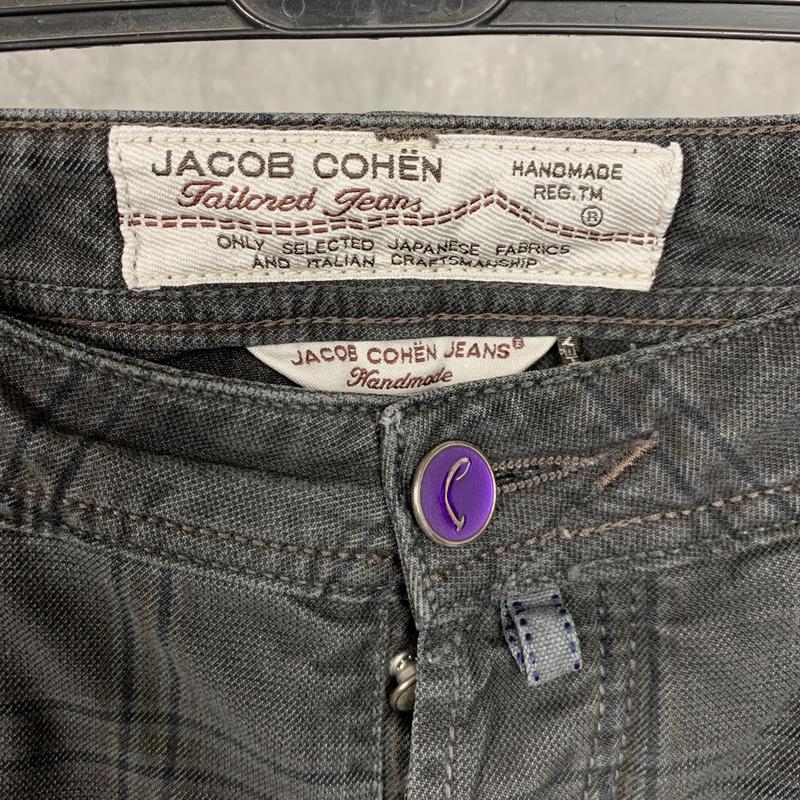 JACOB COHËN
Tailored Jeans
HANDMADE
REG.TM
®
ONLY SELECTED JAPANESE FABRICS
AND ITALIAN CRAFTSMANSHIP
JACOB COHËN JEANS®
Handmade